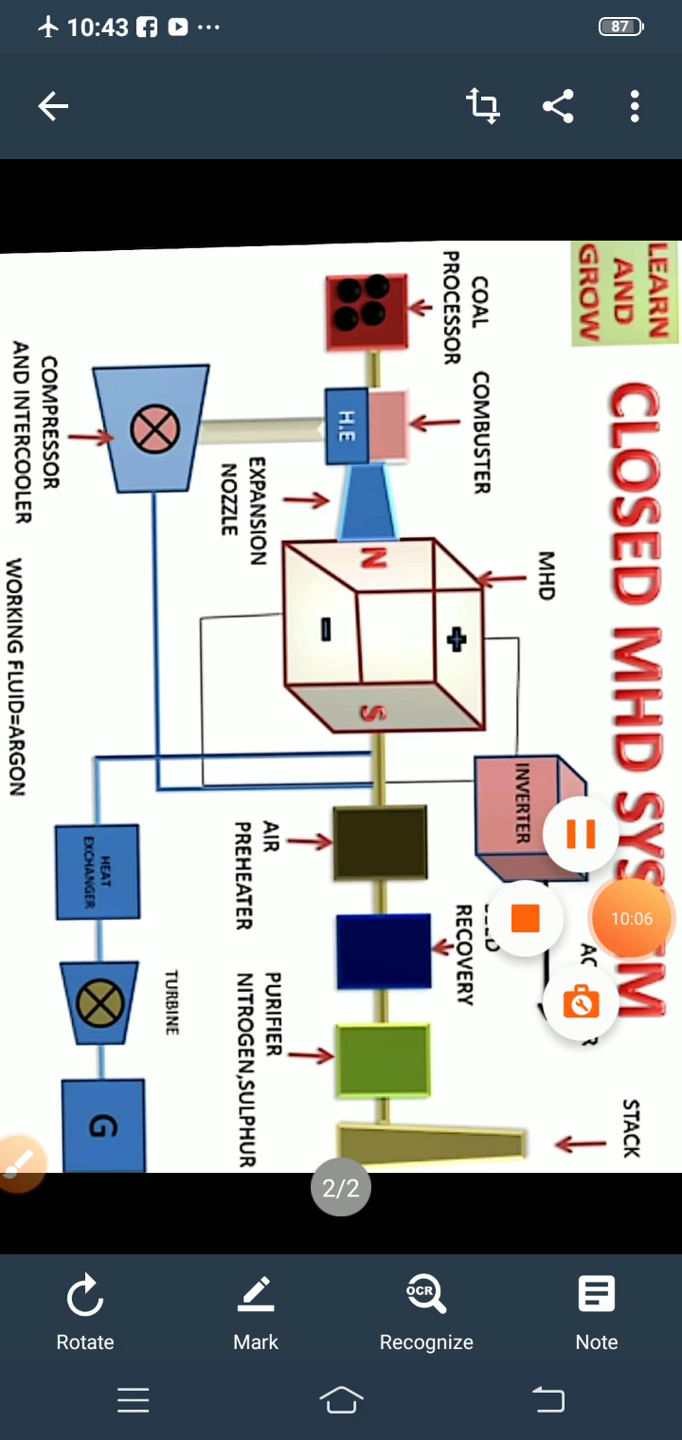 10:43
87
LEARN
AND
GROW
CLOSED MHD
COAL
PROCESSOR
COMBUSTER
H.E
EXPANSION
NOZZLE
COMPRESSOR
AND INTERCOOLER
MHD
N
+
-
S
INVERTER
WORKING FLUID=ARGON
AIR
PREHEATER
RECOVERY
HEAT
EXCHANGER
TURBINE
G
PURIFIER
NITROGEN,SULPHUR
STACK
10:06
2/2
OCR
Rotate
Mark
Recognize
Note